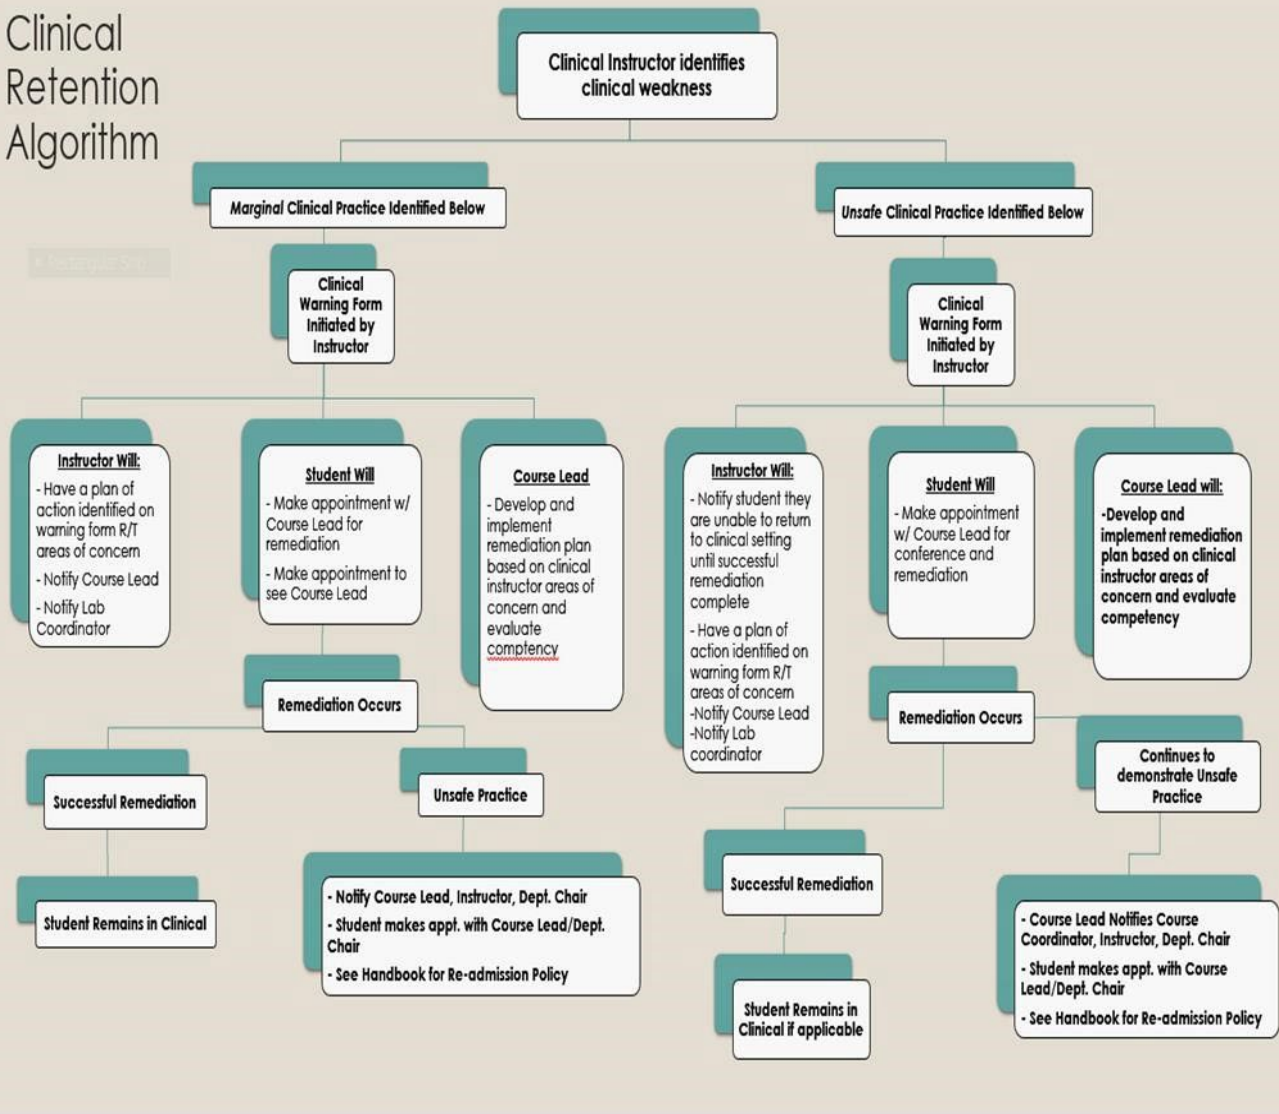 Clinical
Retention
Algorithm
Clinical Instructor identifies
clinical weakness
Marginal Clinical Practice Identified Below
Clinical
Warning Form
Initiated by
Instructor
Instructor Will:
- Have a plan of
action identified on
warning form R/T
areas of concern
- Notify Course Lead
- Notify Lab
Coordinator
Student Will
- Make appointment w/
Course Lead for
remediation
- Make appointment to
see Course Lead
Course Lead
- Develop and
implement
remediation plan
based on clinical
instructor areas of
concern and
evaluate
comptency
Remediation Occurs
Successful Remediation
Student Remains in Clinical
Unsafe Practice
- Notify Course Lead, Instructor, Dept. Chair
- Student makes appt. with Course Lead/Dept.
Chair
- See Handbook for Re-admission Policy
Unsafe Clinical Practice Identified Below
Clinical
Warning Form
Initiated by
Instructor
Instructor Will:
- Notify student they
are unable to return
to clinical setting
until successful
remediation
complete
- Have a plan of
action identified on
warning form R/T
areas of concern
-Notify Course Lead
-Notify Lab
coordinator
Student Will
- Make appointment
w/ Course Lead for
conference and
remediation
Course Lead will:
-Develop and
implement remediation
plan based on clinical
instructor areas of
concern and evaluate
competency
Remediation Occurs
Successful Remediation
Student Remains in
Clinical if applicable
Continues to
demonstrate Unsafe
Practice
- Course Lead Notifies Course
Coordinator, Instructor, Dept. Chair
- Student makes appt. with Course
Lead/Dept. Chair
- See Handbook for Re-admission Policy